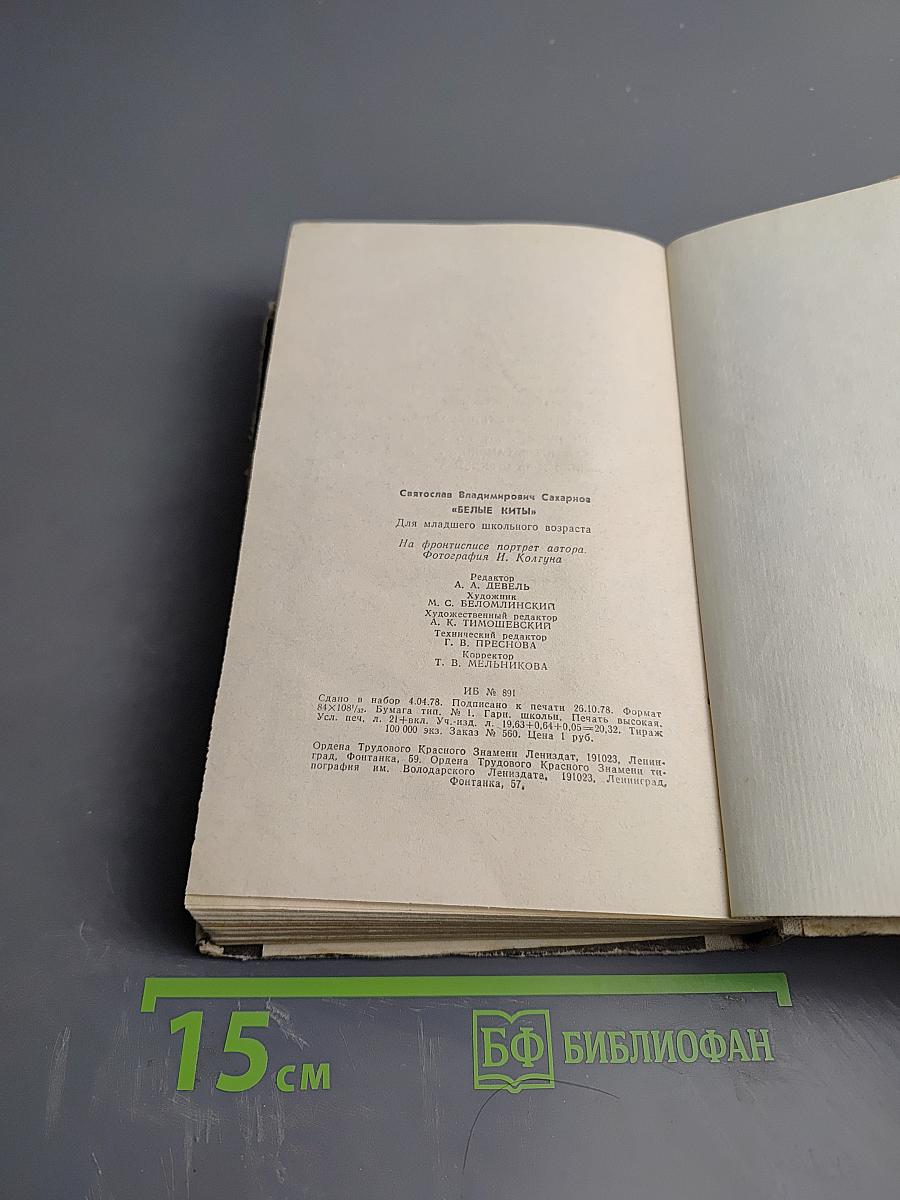 Святослав Владимирович Сахарнов
«БЕЛЫЕ КИТЫ»
Для младшего школьного возраста
На фронтисписе портрет автора.
Фотография И. Колтуна
Редактор
А. А. ДЕВЕЛЬ
Художник
М. С. БЕЛОМЛИНСКИЙ
Художественный редактор
А. К. ТИМОШЕВСКИЙ
Технический редактор
Г. В. ПРЕСНОВА
Корректор
Т. В. МЕЛЬНИКОВА
ИБ № 891
Сдано в набор 4.04.78. Подписано к печати 26.10.78. Формат
84×108¹/₃₂. Бумага тип. № 1. Гарн. школьн. Печать высокая.
Усл. печ. л. 21+вкл. Уч.-изд. л. 19,63+0,64+0,05=20,32. Тираж
100 000 экз. Заказ № 560. Цена 1 руб.
Ордена Трудового Красного Знамени Лениздат, 191023, Ленин-
град, Фонтанка, 59. Ордена Трудового Красного Знамени ти-
пография им. Володарского Лениздата, 191023, Ленинград,
Фонтанка, 57.
15 см
БФ БИБЛИОФАН